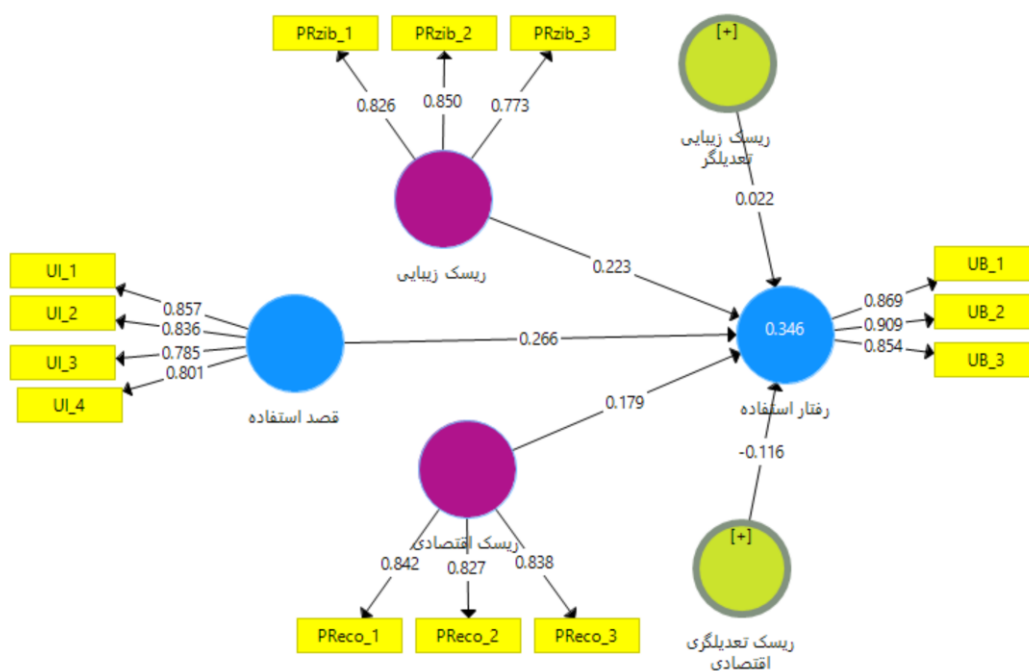 PRzib_1 PRzib_2 PRzib_3
[+]
0.826 0.850 0.773
ریسک زیبایی
تعدیلگر
0.022
ریسک زیبایی
0.223
UI_1
UI_2
UI_3
UI_4
0.857
0.836
0.785
0.801
قصد استفاده
0.266
0.346
رفتار استفاده
0.869
0.909
0.854
UB_1
UB_2
UB_3
0.179
-0.116
ریسک اقتصادی
0.842 0.827 0.838
[+]
PReco_1 PReco_2 PReco_3
ریسک تعدیلگری
اقتصادی